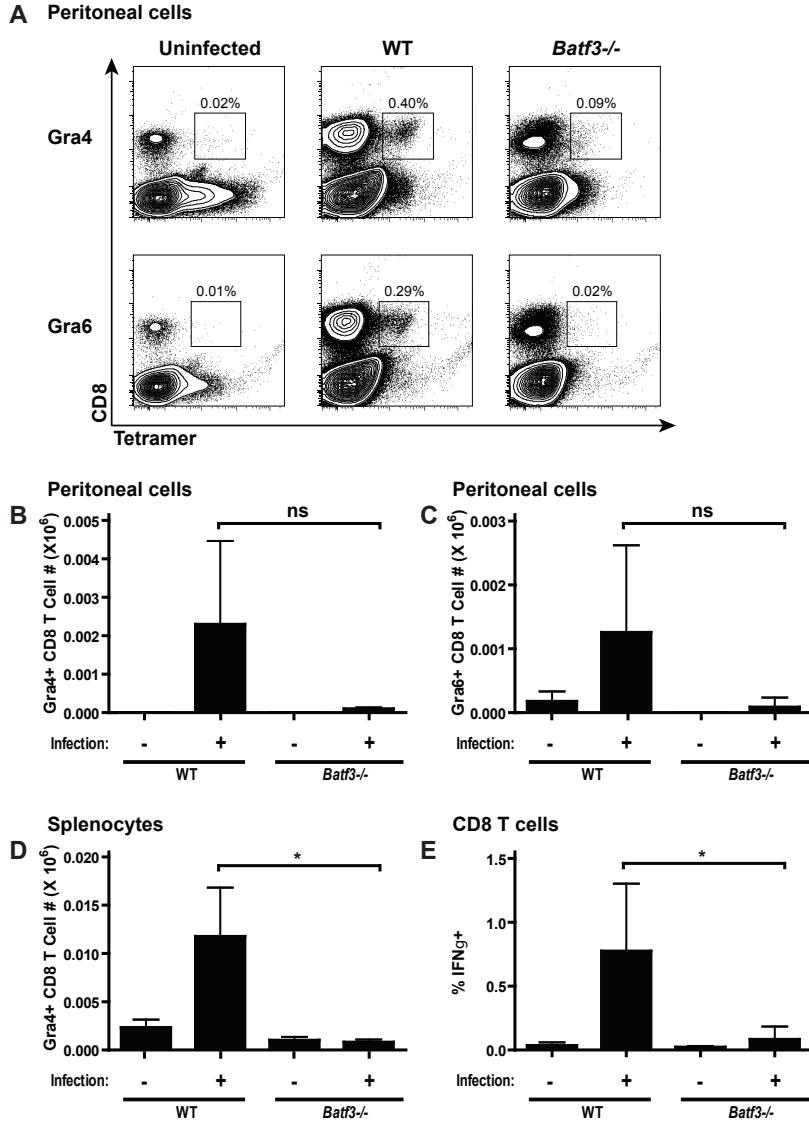 A Peritoneal cells
Uninfected WT Batf3-/-
Gra4 0.02% 0.40% 0.09%
Gra6 0.01% 0.29% 0.02%
CD8
Tetramer
B Peritoneal cells
Gra4+ CD8 T Cell # (X10⁶)
0.005
0.004
0.003
0.002
0.001
0.000
ns
Infection: - + - +
WT Batf3-/-
C Peritoneal cells
Gra6+ CD8 T Cell # (X 10⁶)
0.003
0.002
0.001
0.000
ns
Infection: - + - +
WT Batf3-/-
D Splenocytes
Gra4+ CD8 T Cell # (X 10⁶)
0.020
0.015
0.010
0.005
0.000
*
Infection: - + - +
WT Batf3-/-
E CD8 T cells
% IFNg+
1.5
1.0
0.5
0.0
*
Infection: - + - +
WT Batf3-/-